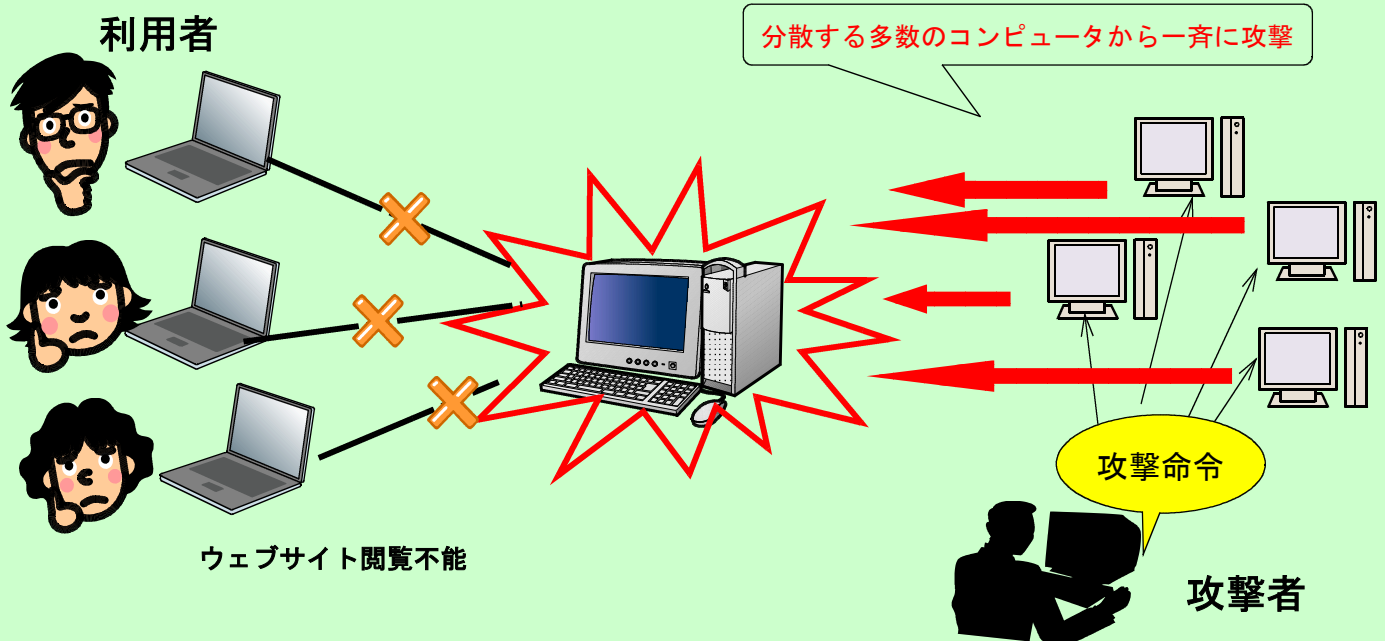 利用者
分散する多数のコンピュータから一斉に攻撃
攻撃命令
ウェブサイト閲覧不能
攻撃者